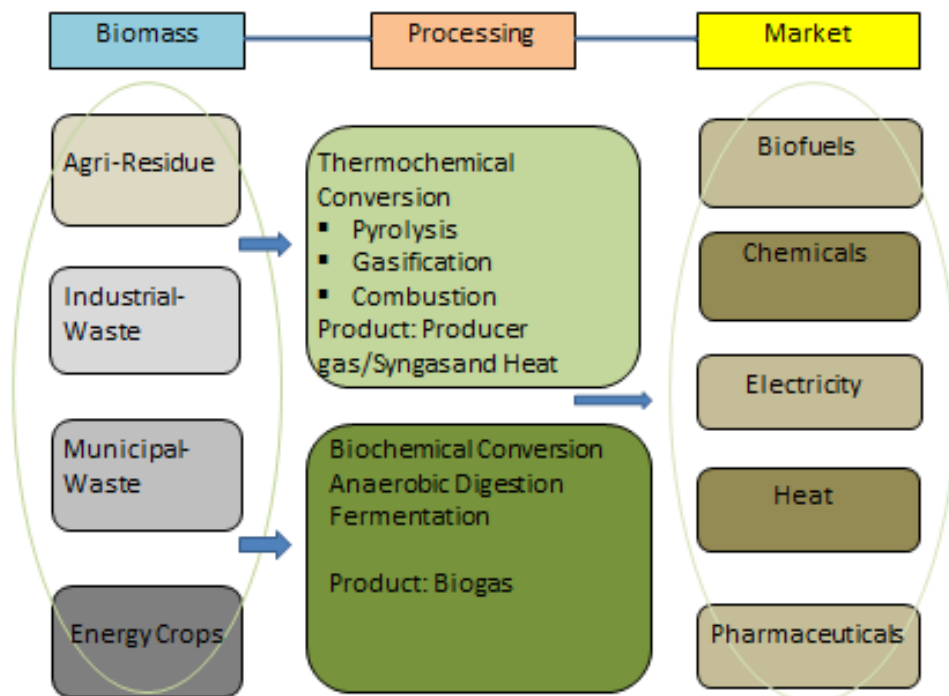 Biomass
Processing
Market
Agri-Residue
Industrial-
Waste
Municipal-
Waste
Energy Crops
Thermochemical
Conversion
▪ Pyrolysis
▪ Gasification
▪ Combustion
Product: Producer
gas/Syngasand Heat
Biochemical Conversion
Anaerobic Digestion
Fermentation
Product: Biogas
Biofuels
Chemicals
Electricity
Heat
Pharmaceuticals